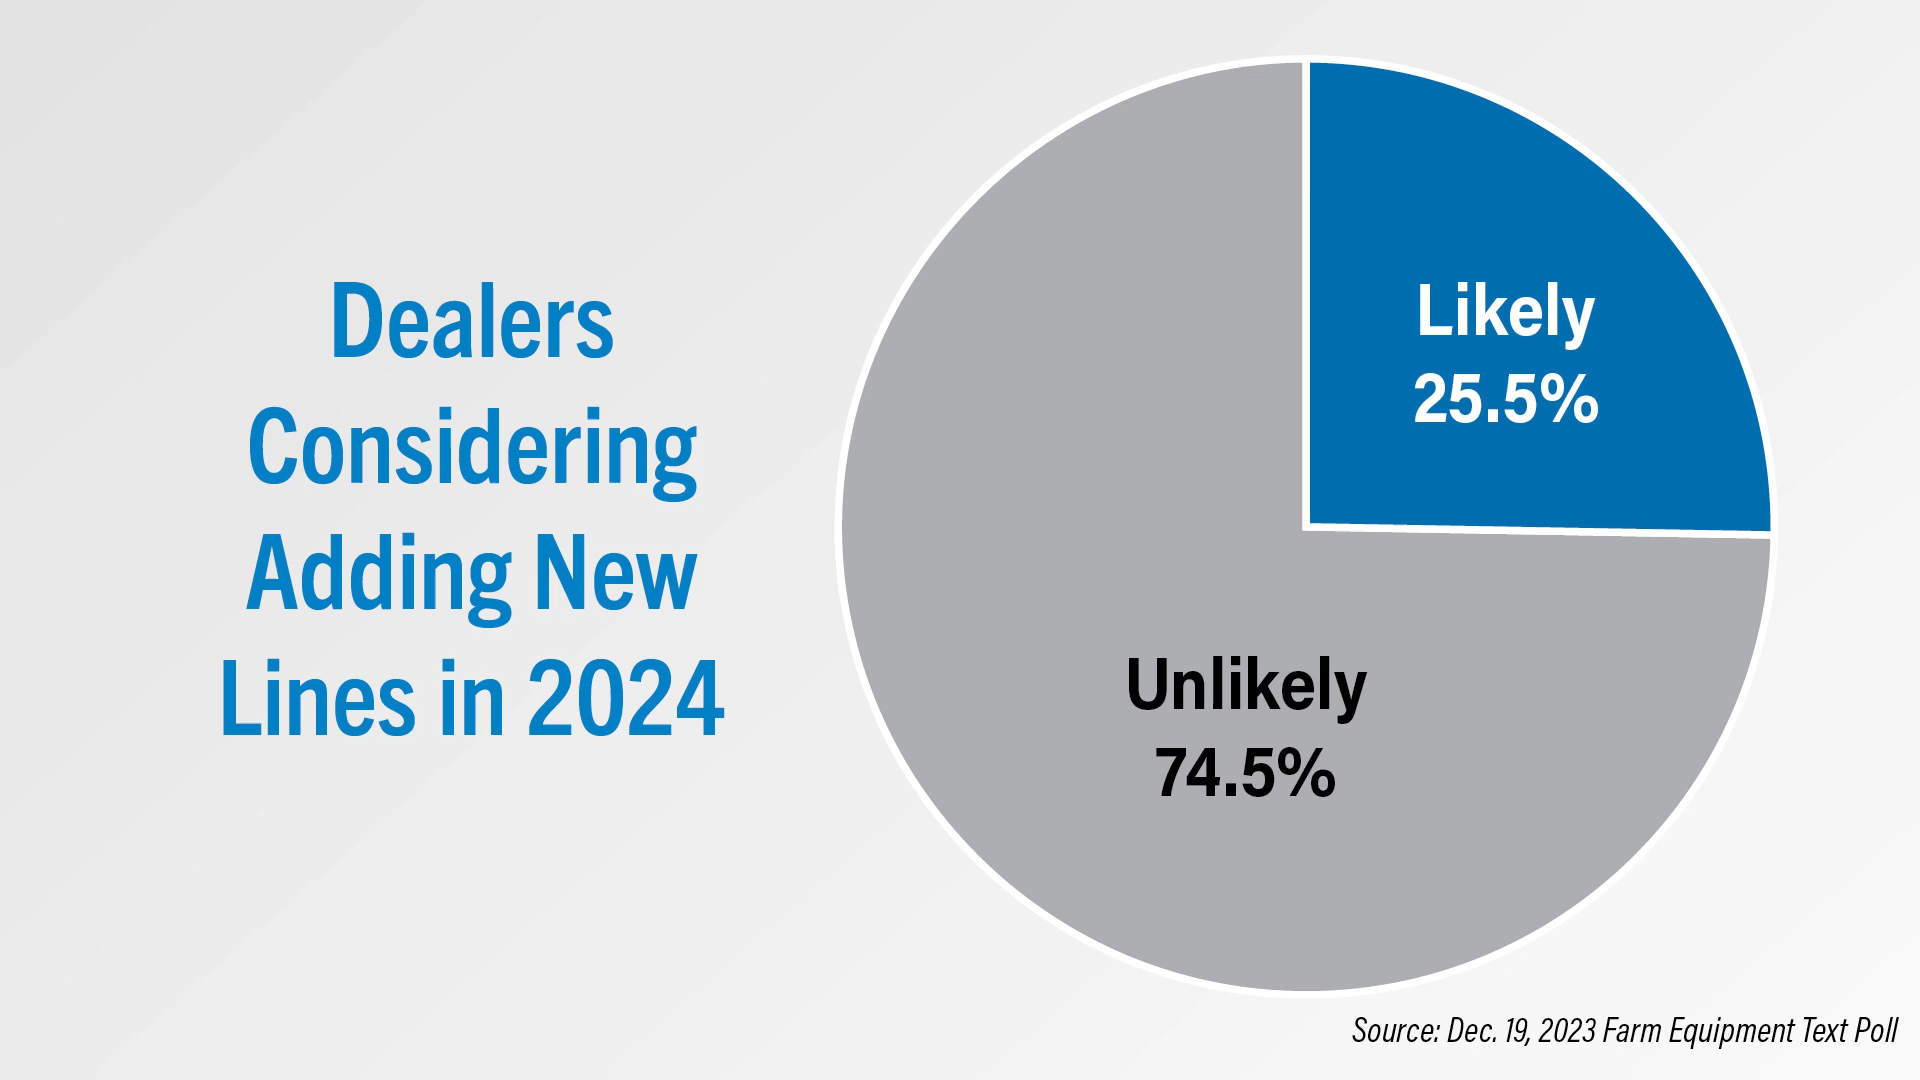 Dealers
Considering
Adding New
Lines in 2024
Likely
25.5%
Unlikely
74.5%
Source: Dec. 19, 2023 Farm Equipment Text Poll